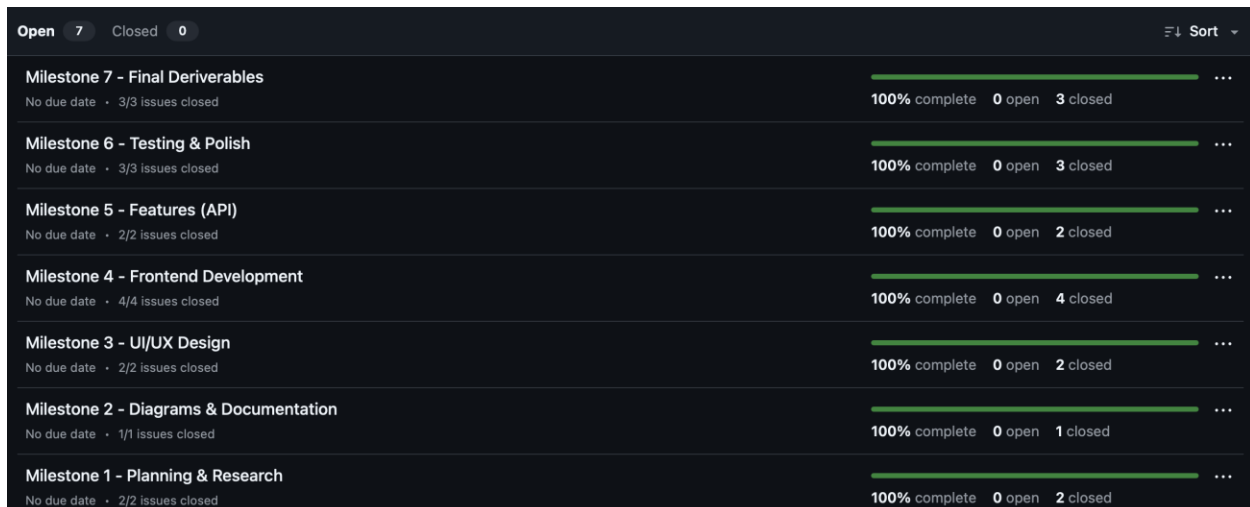 Open 7 Closed 0 Sort
Milestone 7 - Final Deriverables
No due date • 3/3 issues closed
100% complete 0 open 3 closed
Milestone 6 - Testing & Polish
No due date • 3/3 issues closed
100% complete 0 open 3 closed
Milestone 5 - Features (API)
No due date • 2/2 issues closed
100% complete 0 open 2 closed
Milestone 4 - Frontend Development
No due date • 4/4 issues closed
100% complete 0 open 4 closed
Milestone 3 - UI/UX Design
No due date • 2/2 issues closed
100% complete 0 open 2 closed
Milestone 2 - Diagrams & Documentation
No due date • 1/1 issues closed
100% complete 0 open 1 closed
Milestone 1 - Planning & Research
No due date • 2/2 issues closed
100% complete 0 open 2 closed